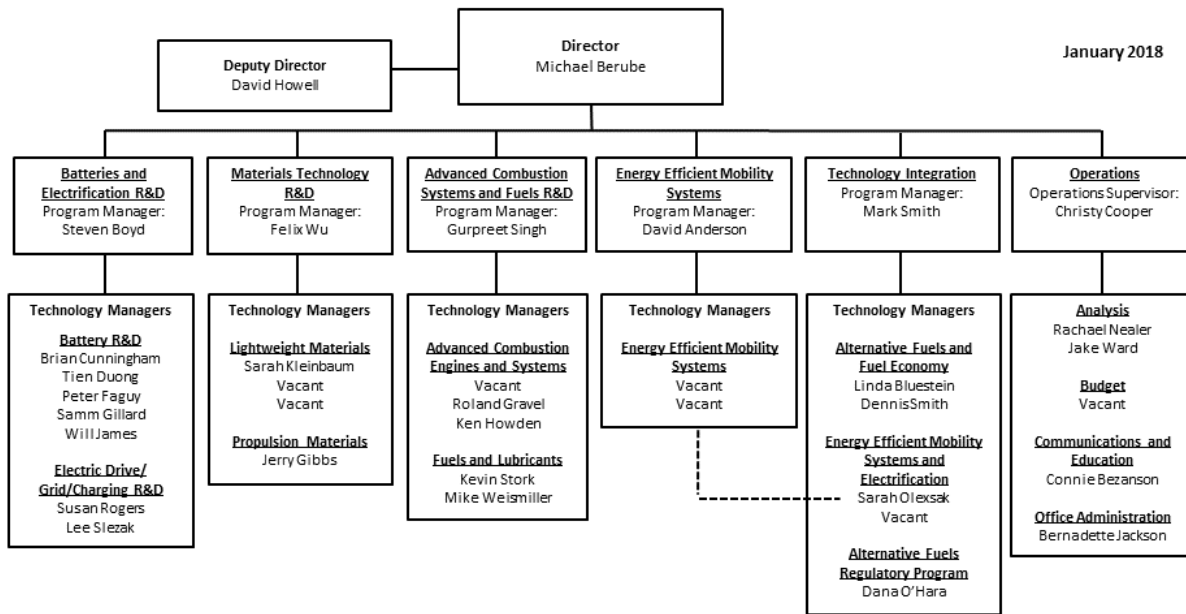 Director
Michael Berube
January 2018
Deputy Director
David Howell
Batteries and
Electrification R&D
Program Manager:
Steven Boyd
Materials Technology
R&D
Program Manager:
Felix Wu
Advanced Combustion
Systems and Fuels R&D
Program Manager:
Gurpreet Singh
Energy Efficient Mobility
Systems
Program Manager:
David Anderson
Technology Integration
Program Manager:
Mark Smith
Operations
Operations Supervisor:
Christy Cooper
Technology Managers
Battery R&D
Brian Cunningham
Tien Duong
Peter Faguy
Samm Gillard
Will James
Electric Drive/
Grid/Charging R&D
Susan Rogers
Lee Slezak
Technology Managers
Lightweight Materials
Sarah Kleinbaum
Vacant
Vacant
Propulsion Materials
Jerry Gibbs
Technology Managers
Advanced Combustion
Engines and Systems
Vacant
Roland Gravel
Ken Howden
Fuels and Lubricants
Kevin Stork
Mike Weismiller
Technology Managers
Energy Efficient Mobility
Systems
Vacant
Vacant
Technology Managers
Alternative Fuels and
Fuel Economy
Linda Bluestein
Dennis Smith
Energy Efficient Mobility
Systems and
Electrification
Sarah Olexsak
Vacant
Alternative Fuels
Regulatory Program
Dana O'Hara
Analysis
Rachael Nealer
Jake Ward
Budget
Vacant
Communications and
Education
Connie Bezanson
Office Administration
Bernadette Jackson